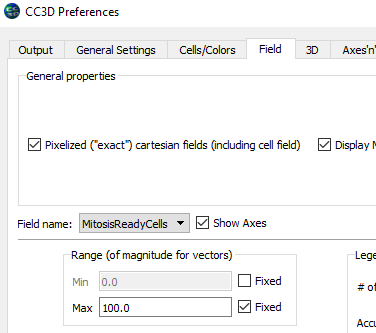 CC3D Preferences
Output General Settings Cells/Colors Field 3D Axes'n'
General properties
Pixelized ("exact") cartesian fields (including cell field) Display
Field name: MitosisReadyCells Show Axes
Range (of magnitude for vectors)
Min 0.0 Fixed
# of
Max 100.0 Fixed